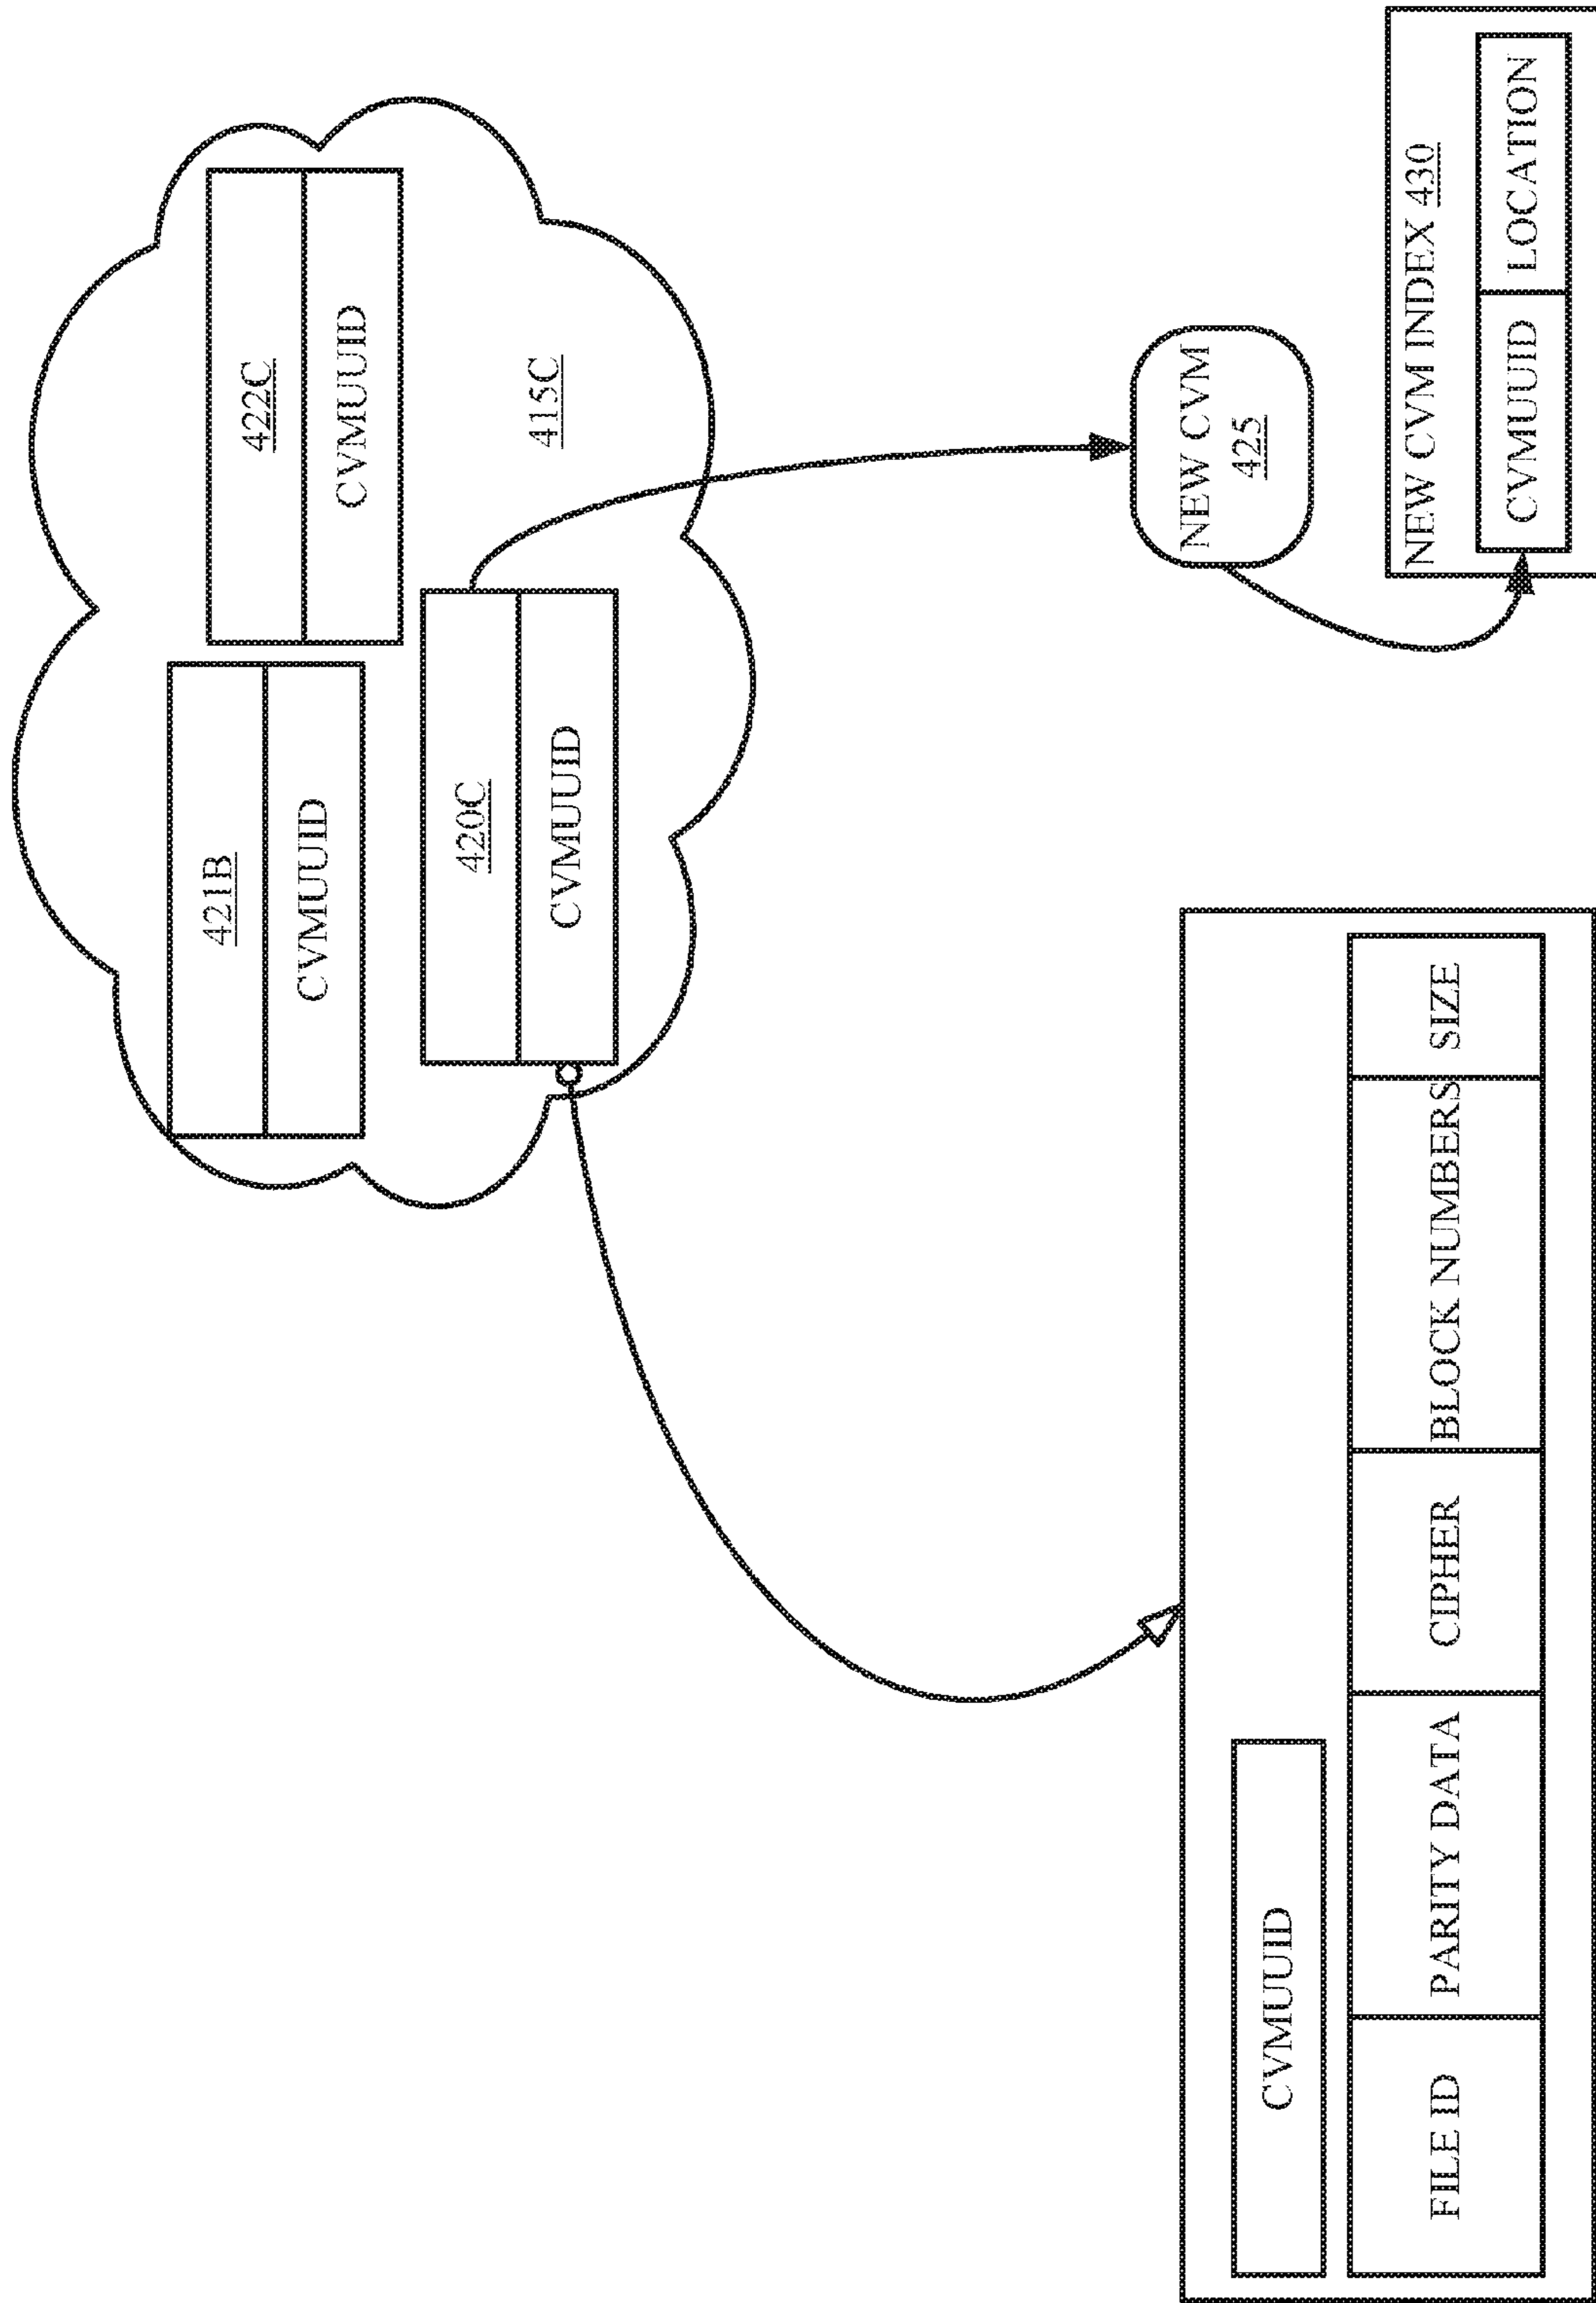 421B
CVMUUID
422C
CVMUUID
420C
CVMUUID
415C
CVMUUID
FILE ID
PARITY DATA
CIPHER
BLOCK NUMBERS
SIZE
NEW CVM
425
NEW CVM INDEX 430
CVMUUID
LOCATION